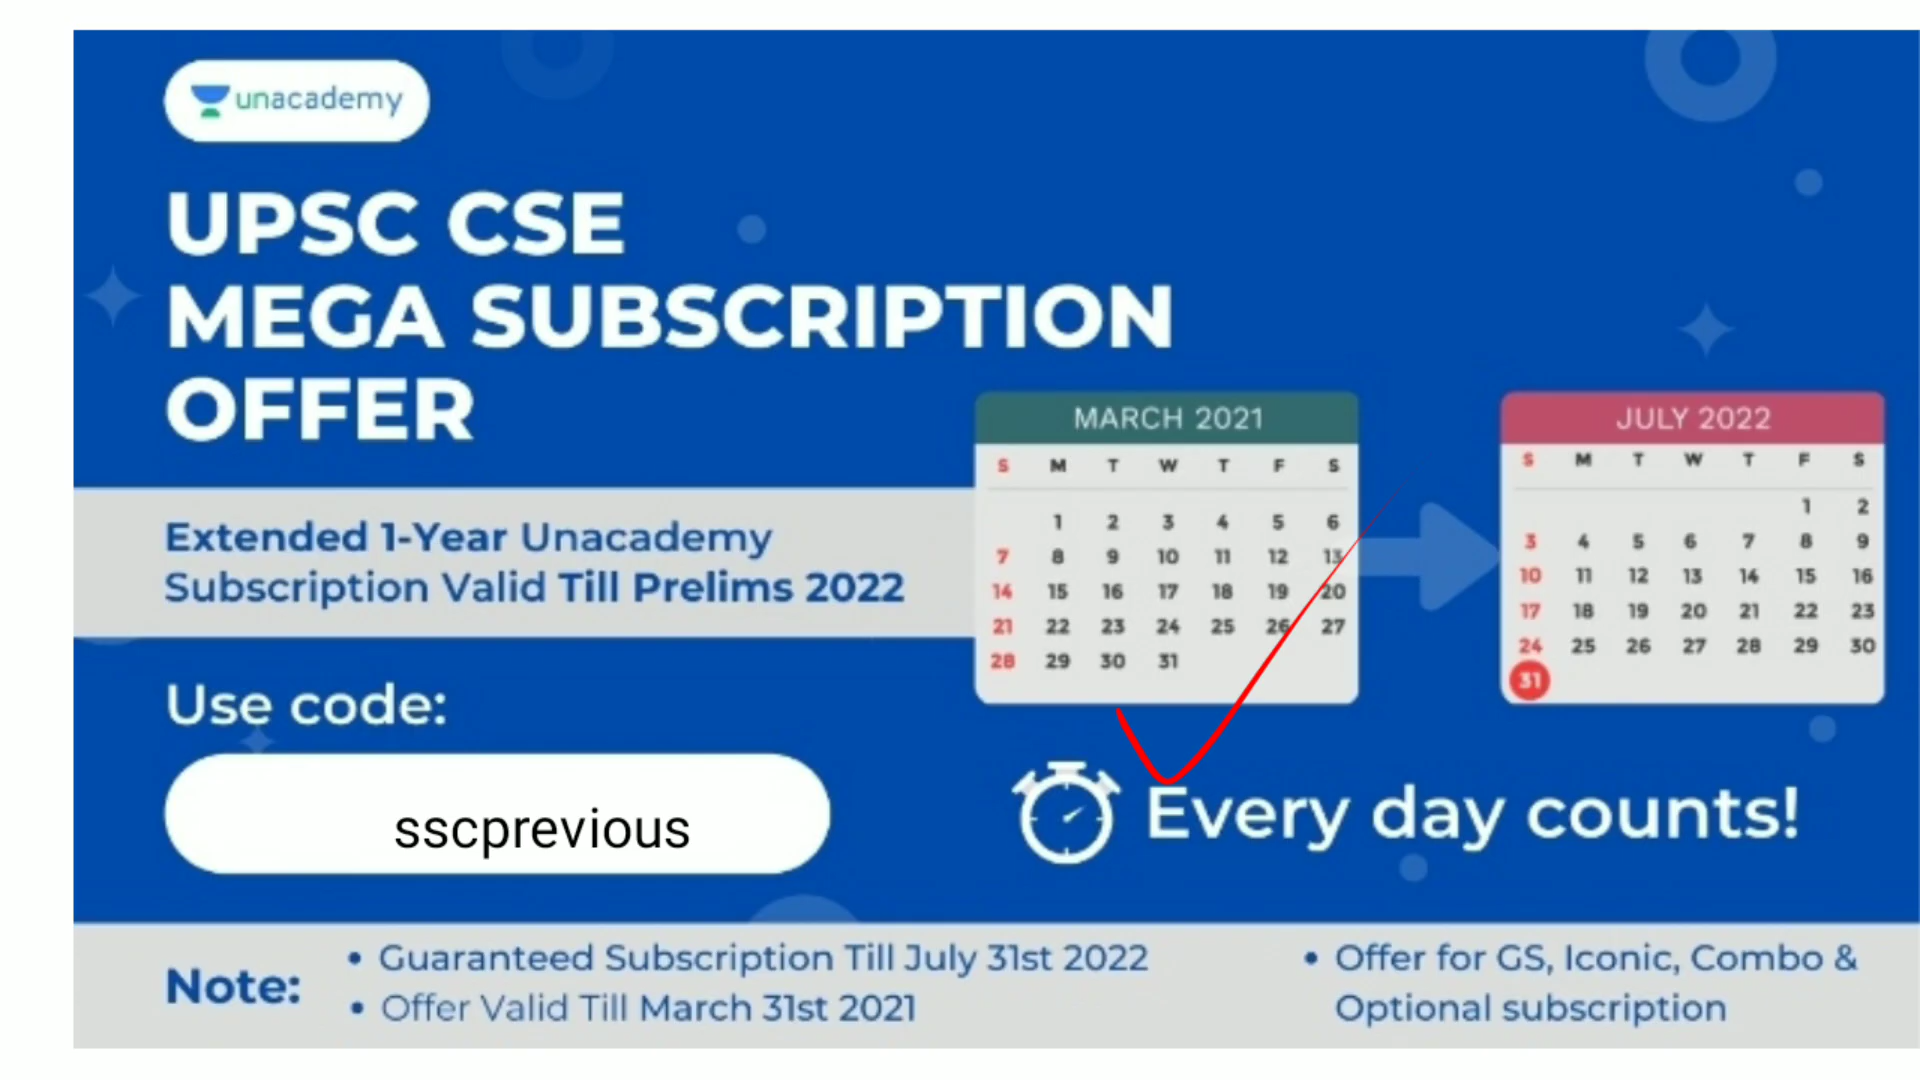 unacademy
UPSC CSE
MEGA SUBSCRIPTION
OFFER
Extended 1-Year Unacademy
Subscription Valid Till Prelims 2022
MARCH 2021
S M T W T F S
1 2 3 4 5 6
7 8 9 10 11 12 13
14 15 16 17 18 19 20
21 22 23 24 25 26 27
28 29 30 31
JULY 2022
S M T W T F S
1 2
3 4 5 6 7 8 9
10 11 12 13 14 15 16
17 18 19 20 21 22 23
24 25 26 27 28 29 30
31
Use code:
sscprevious
Every day counts!
Note:
• Guaranteed Subscription Till July 31st 2022
• Offer Valid Till March 31st 2021
• Offer for GS, Iconic, Combo &
Optional subscription